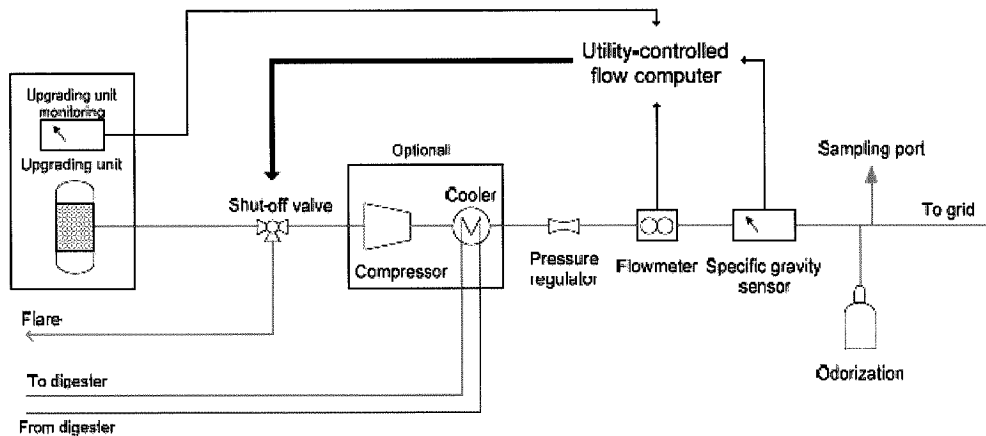 Utility-controlled
flow computer
Upgrading unit
monitoring
Upgrading unit
Optionall
Sampling port
Shut-off valve
Cooler
To grid
Compressor
Pressure
regulator
Flowmeter
Specific gravity
sensor
Flare
To digester
From digester
Odorization